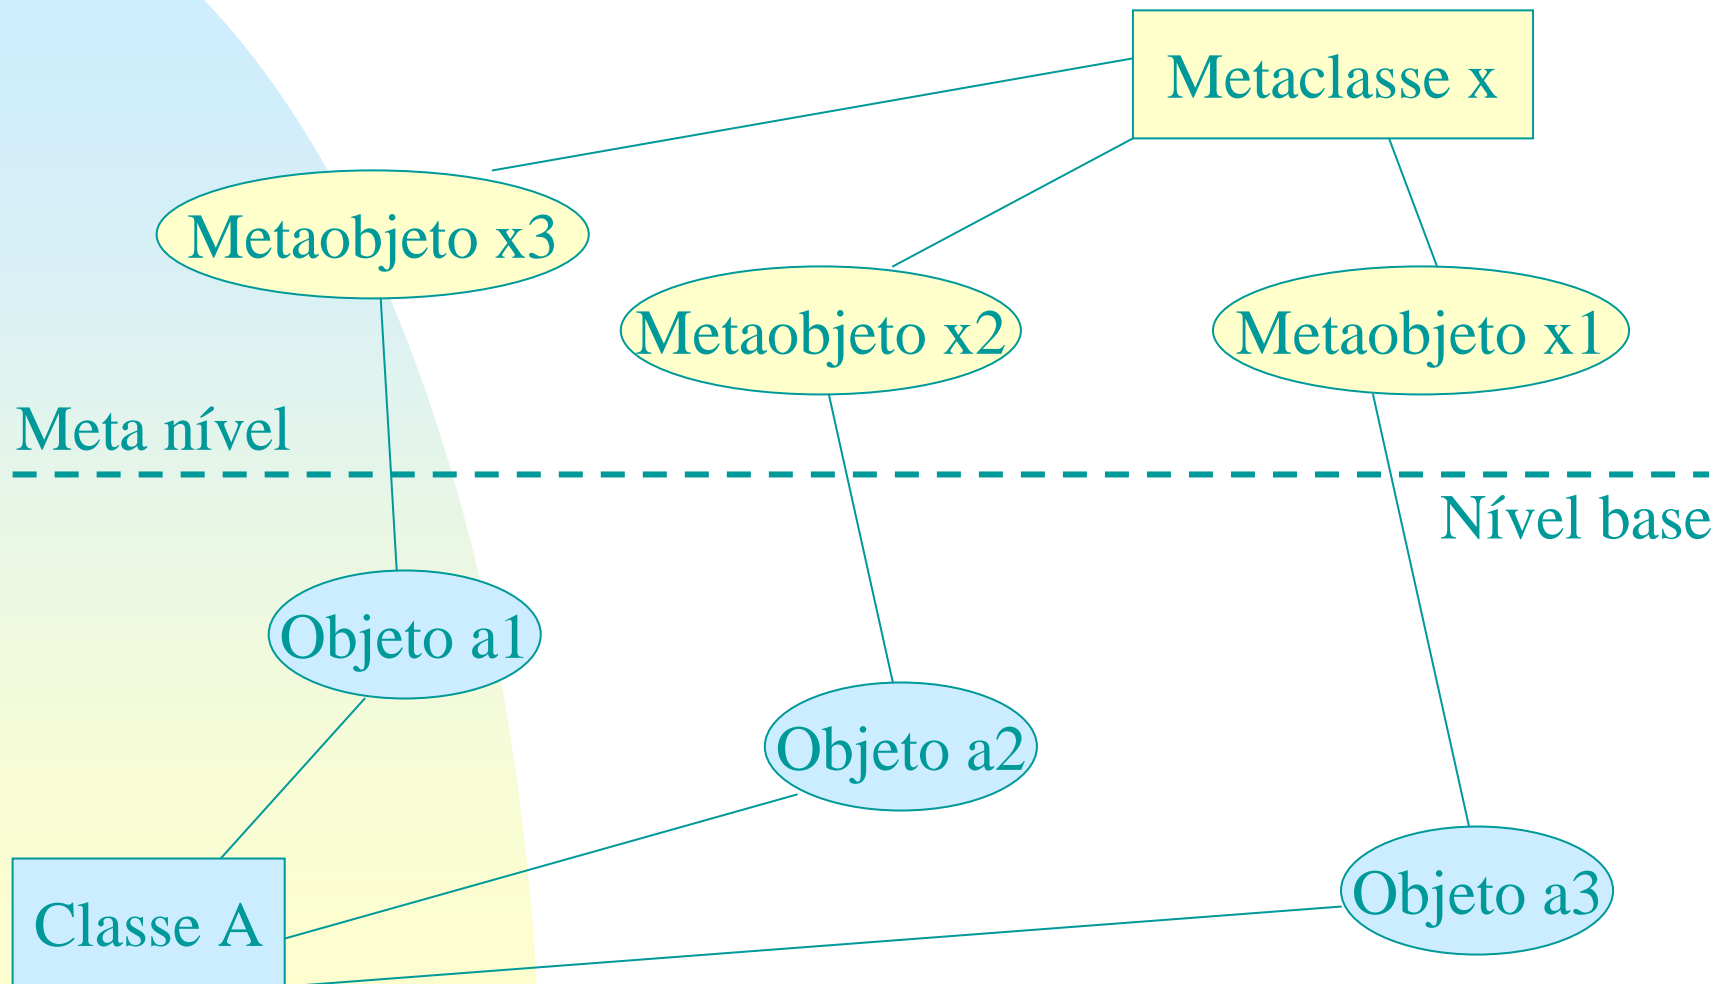 Metaclasse x
Metaobjeto x3
Metaobjeto x2
Metaobjeto x1
Meta nível
Nível base
Objeto a1
Objeto a2
Objeto a3
Classe A